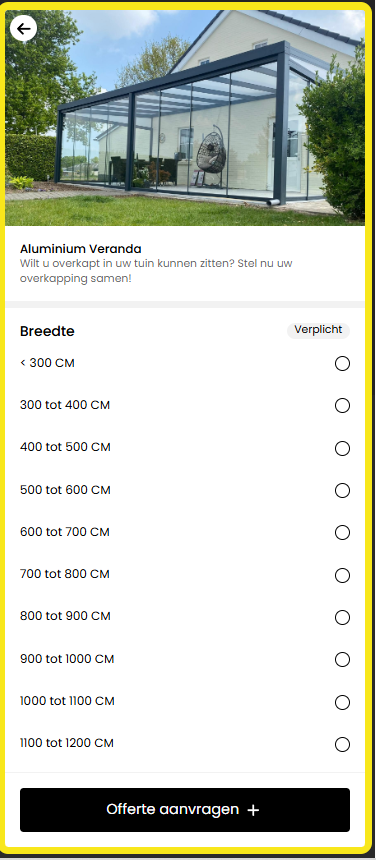 Aluminium Veranda
Wilt u overkapt in uw tuin kunnen zitten? Stel nu uw
overkapping samen!
Breedte
Verplicht
< 300 CM
300 tot 400 CM
400 tot 500 CM
500 tot 600 CM
600 tot 700 CM
700 tot 800 CM
800 tot 900 CM
900 tot 1000 CM
1000 tot 1100 CM
1100 tot 1200 CM
Offerte aanvragen +